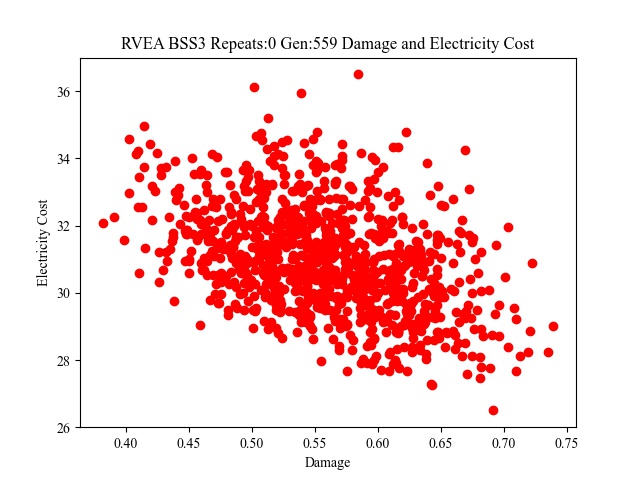 RVEA BSS3 Repeats:0 Gen:559 Damage and Electricity Cost
36
34
32
30
28
26
Electricity Cost
0.40 0.45 0.50 0.55 0.60 0.65 0.70 0.75
Damage